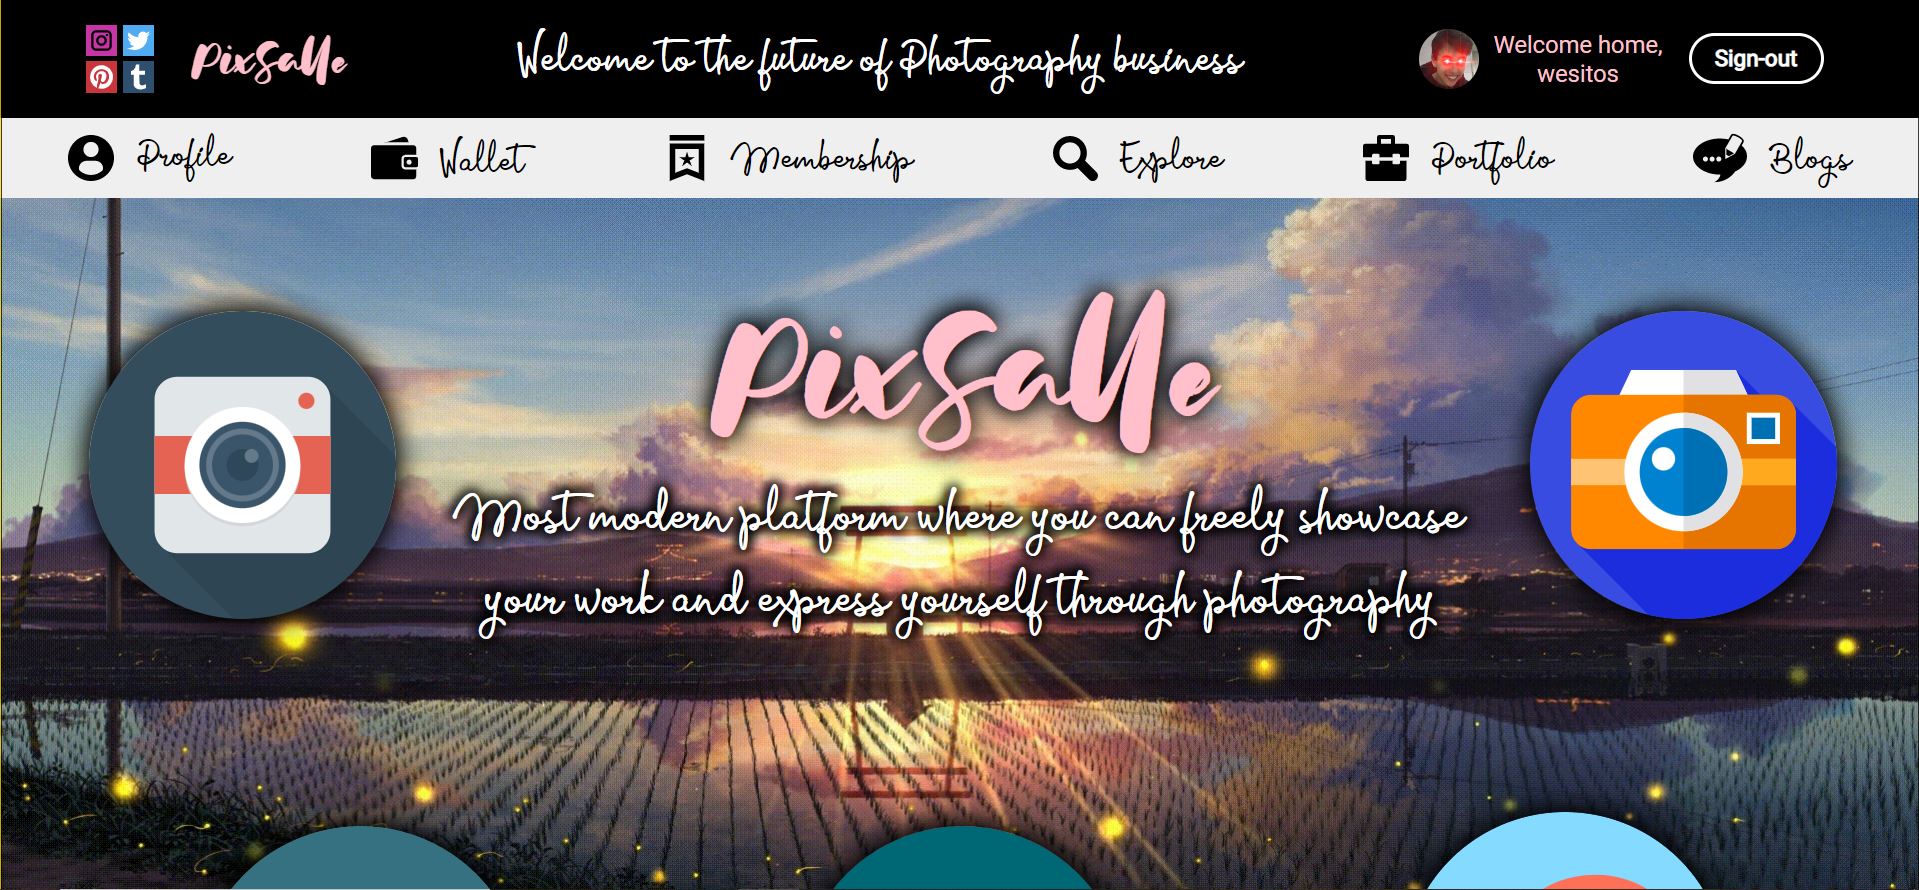 PixSalle
Welcome to the future of Photography business
Welcome home,
wesitos
Sign-out
Profile
Wallet
Membership
Explore
Portfolio
Blogs
PixSalle
Most modern platform where you can freely showcase
your work and express yourself through photography